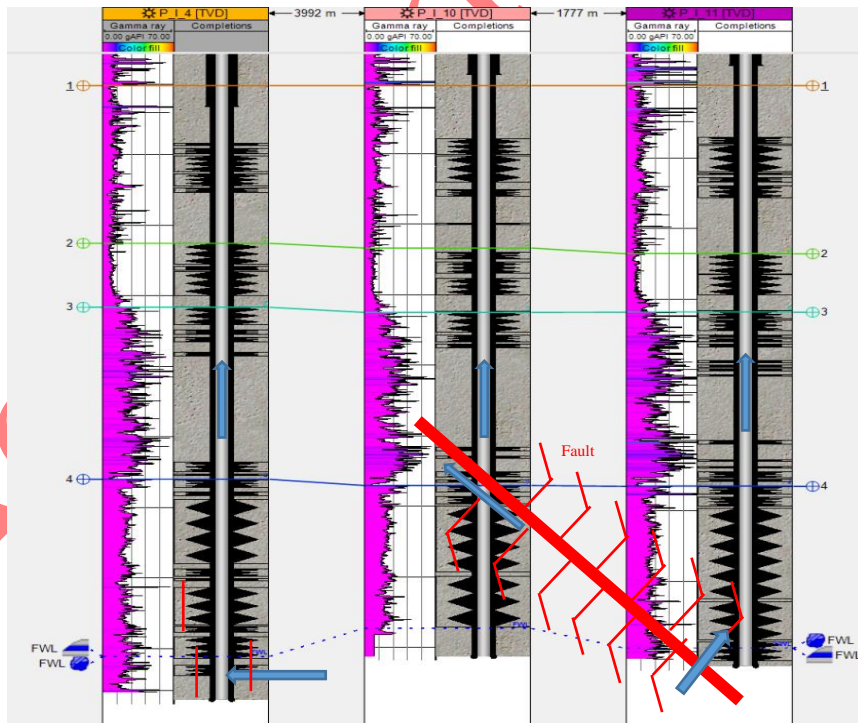 P_I_4 [TVD] 3992 m P_I_10 [TVD] 1777 m P_I_11 [TVD]
Gamma ray Completions Gamma ray Completions Gamma ray Completions
0.00 gAPI 70.00 0.00 gAPI 70.00 0.00 gAPI 70.00
Color fill Color fill Color fill
1 1
2 2
3 3
Fault
4 4
FWL FWL
FWL FWL